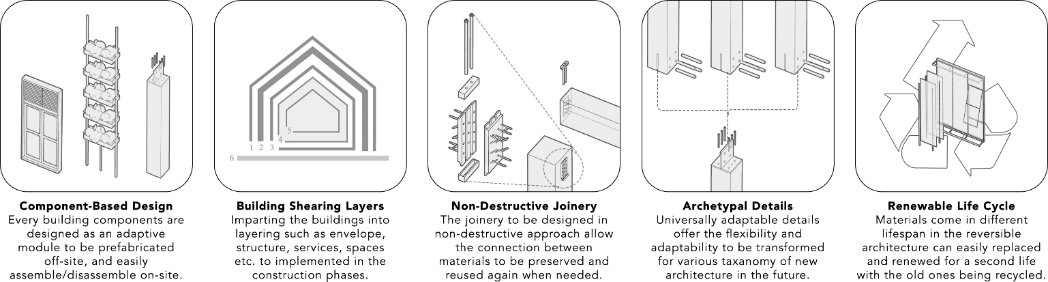 1 2 3
4
5
6
Component-Based Design
Every building components are
designed as an adaptive
module to be prefabricated
off-site, and easily
assemble/disassemble on-site.
Building Shearing Layers
Imparting the buildings into
layering such as envelope,
structure, services, spaces
etc. to implemented in the
construction phases.
Non-Destructive Joinery
The joinery to be designed in
non-destructive approach allow
the connection between
materials to be preserved and
reused again when needed.
Archetypal Details
Universally adaptable details
offer the flexibility and
adaptability to be transformed
for various taxanomy of new
architecture in the future.
Renewable Life Cycle
Materials come in different
lifespan in the reversible
architecture can easily replaced
and renewed for a second life
with the old ones being recycled.